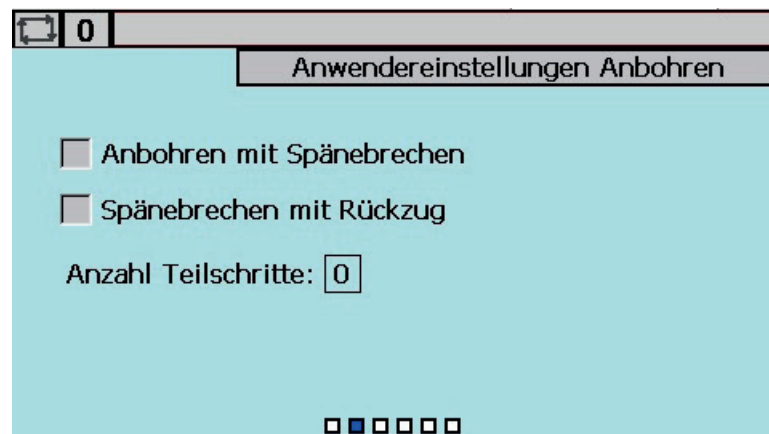 0
Anwendereinstellungen Anbohren
Anbohren mit Spänebrechen
Spänebrechen mit Rückzug
Anzahl Teilschritte: 0